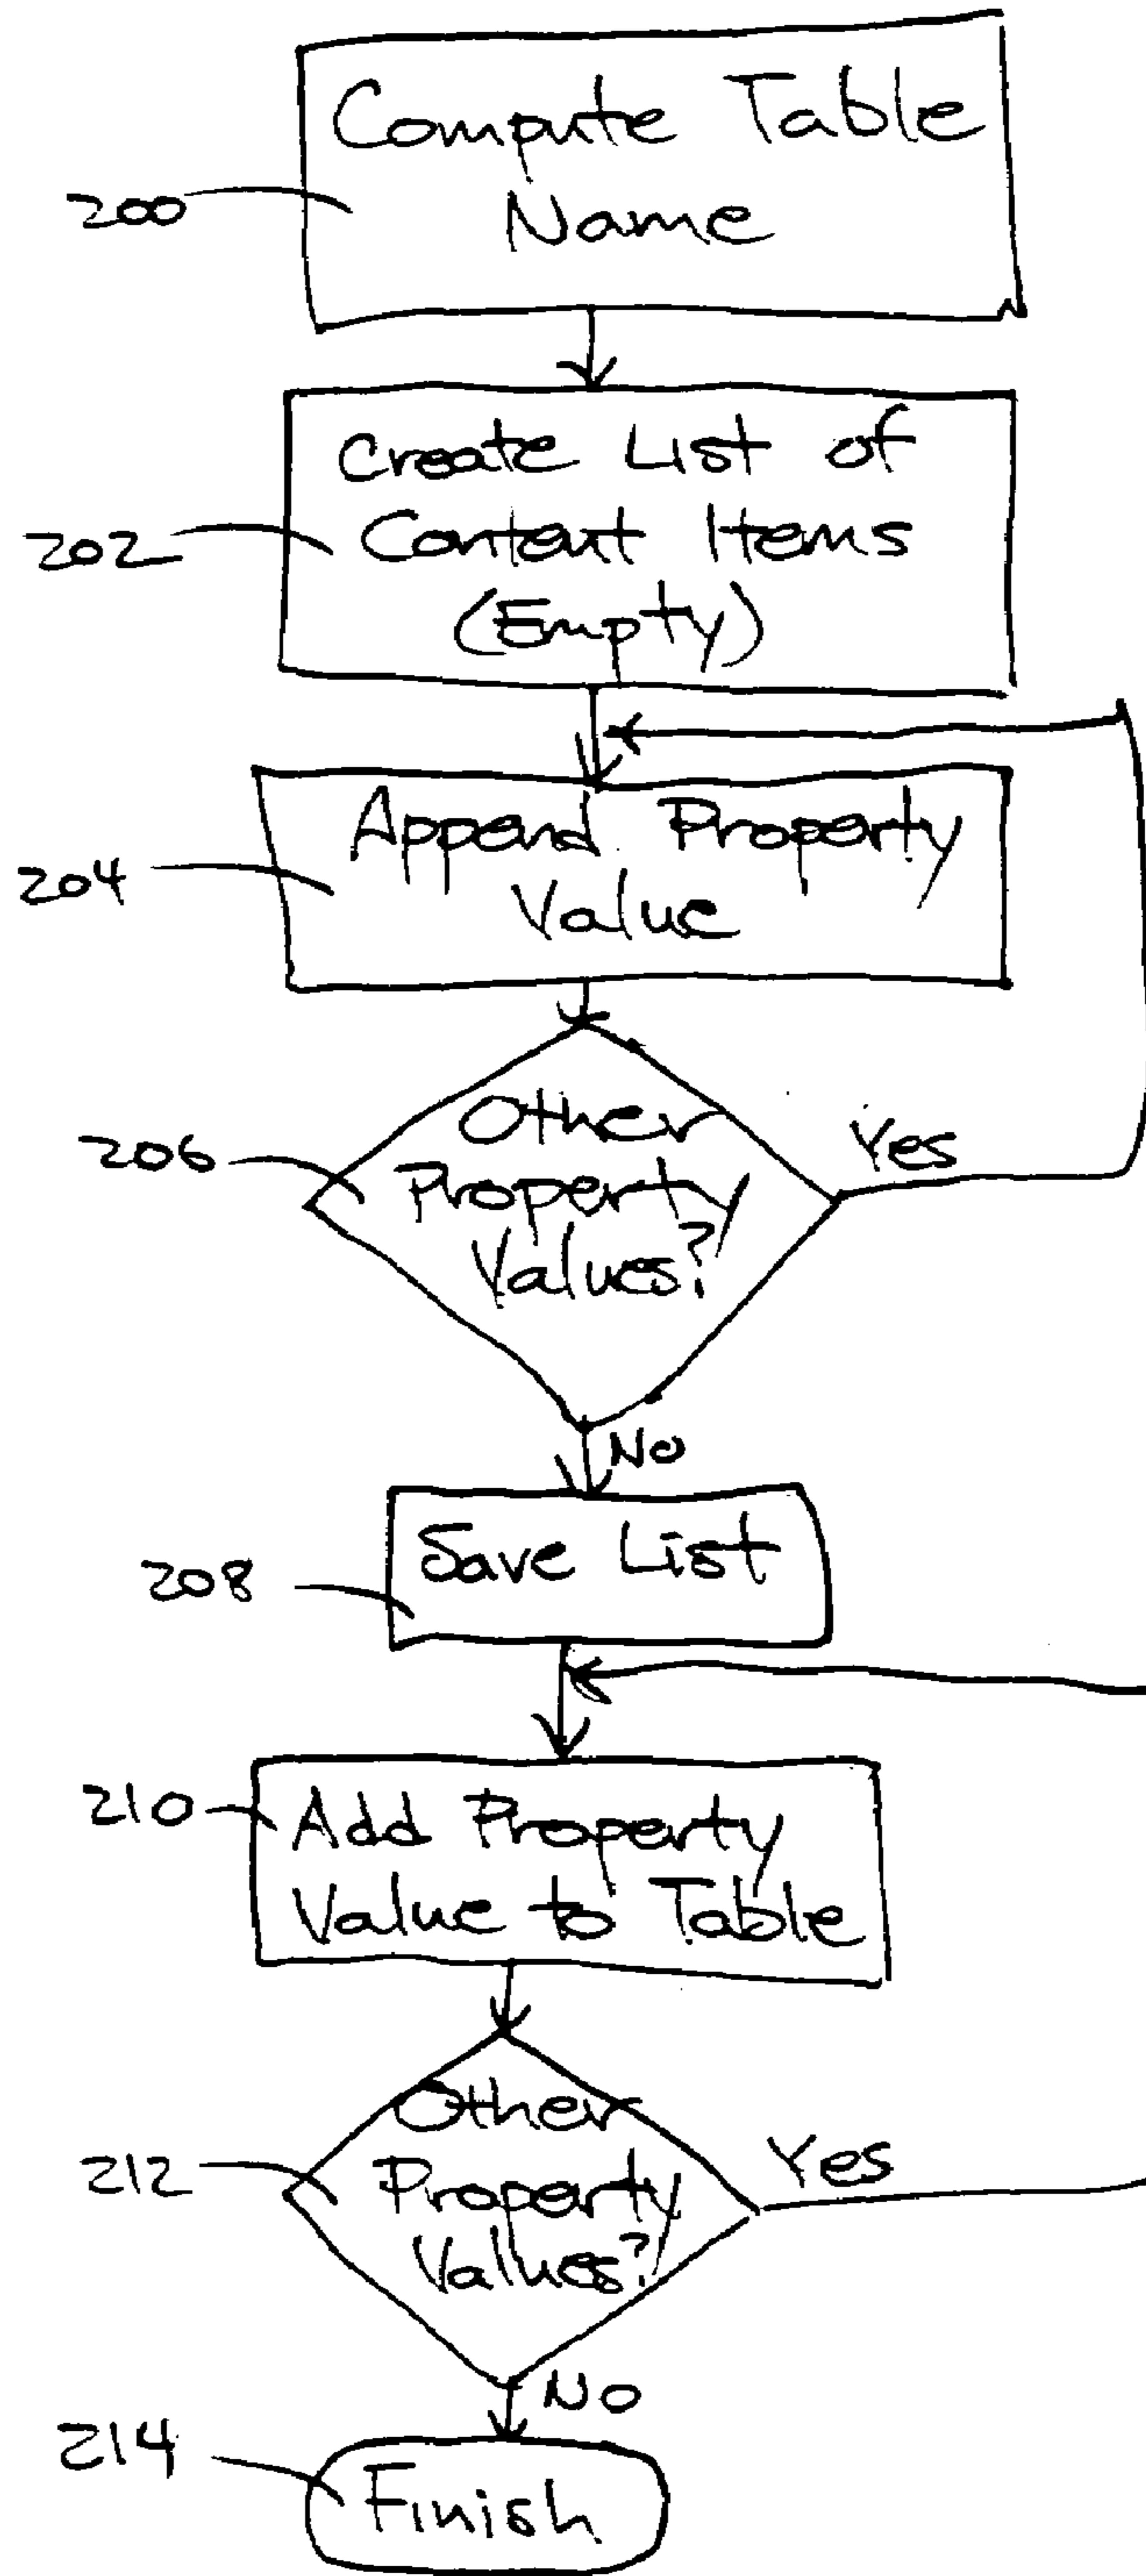 Compute Table
200
Name
Create List of
202
Content Items
(Empty)
Append Property
204
Value
Other
206
Property
Yes
Values?
No
Save List
208
210
Add Property
Value to Table
Other
212
Property
Yes
Values?
No
214
Finish